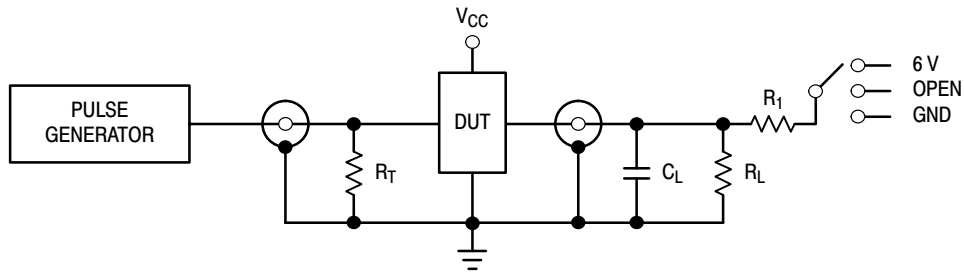 V_CC
PULSE
GENERATOR
DUT
R_T
C_L
R_L
R_1
6 V
OPEN
GND